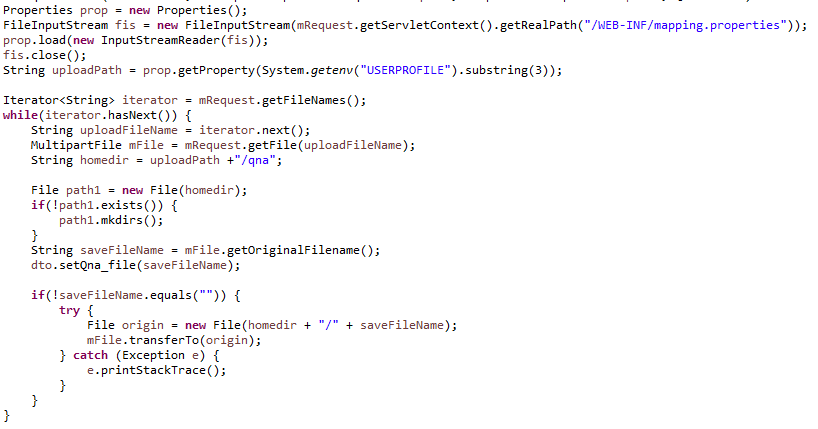 Properties prop = new Properties();
FileInputStream fis = new FileInputStream(mRequest.getServletContext().getRealPath("/WEB-INF/mapping.properties"));
prop.load(new InputStreamReader(fis));
fis.close();
String uploadPath = prop.getProperty(System.getenv("USERPROFILE").substring(3));

Iterator<String> iterator = mRequest.getFileNames();
while(iterator.hasNext()) {
    String uploadFileName = iterator.next();
    MultipartFile mFile = mRequest.getFile(uploadFileName);
    String homedir = uploadPath +"/qna";

    File path1 = new File(homedir);
    if(!path1.exists()) {
        path1.mkdirs();
    }
    String saveFileName = mFile.getOriginalFilename();
    dto.setQna_file(saveFileName);

    if(!saveFileName.equals("")) {
        try {
            File origin = new File(homedir + "/" + saveFileName);
            mFile.transferTo(origin);
        } catch (Exception e) {
            e.printStackTrace();
        }
    }
}